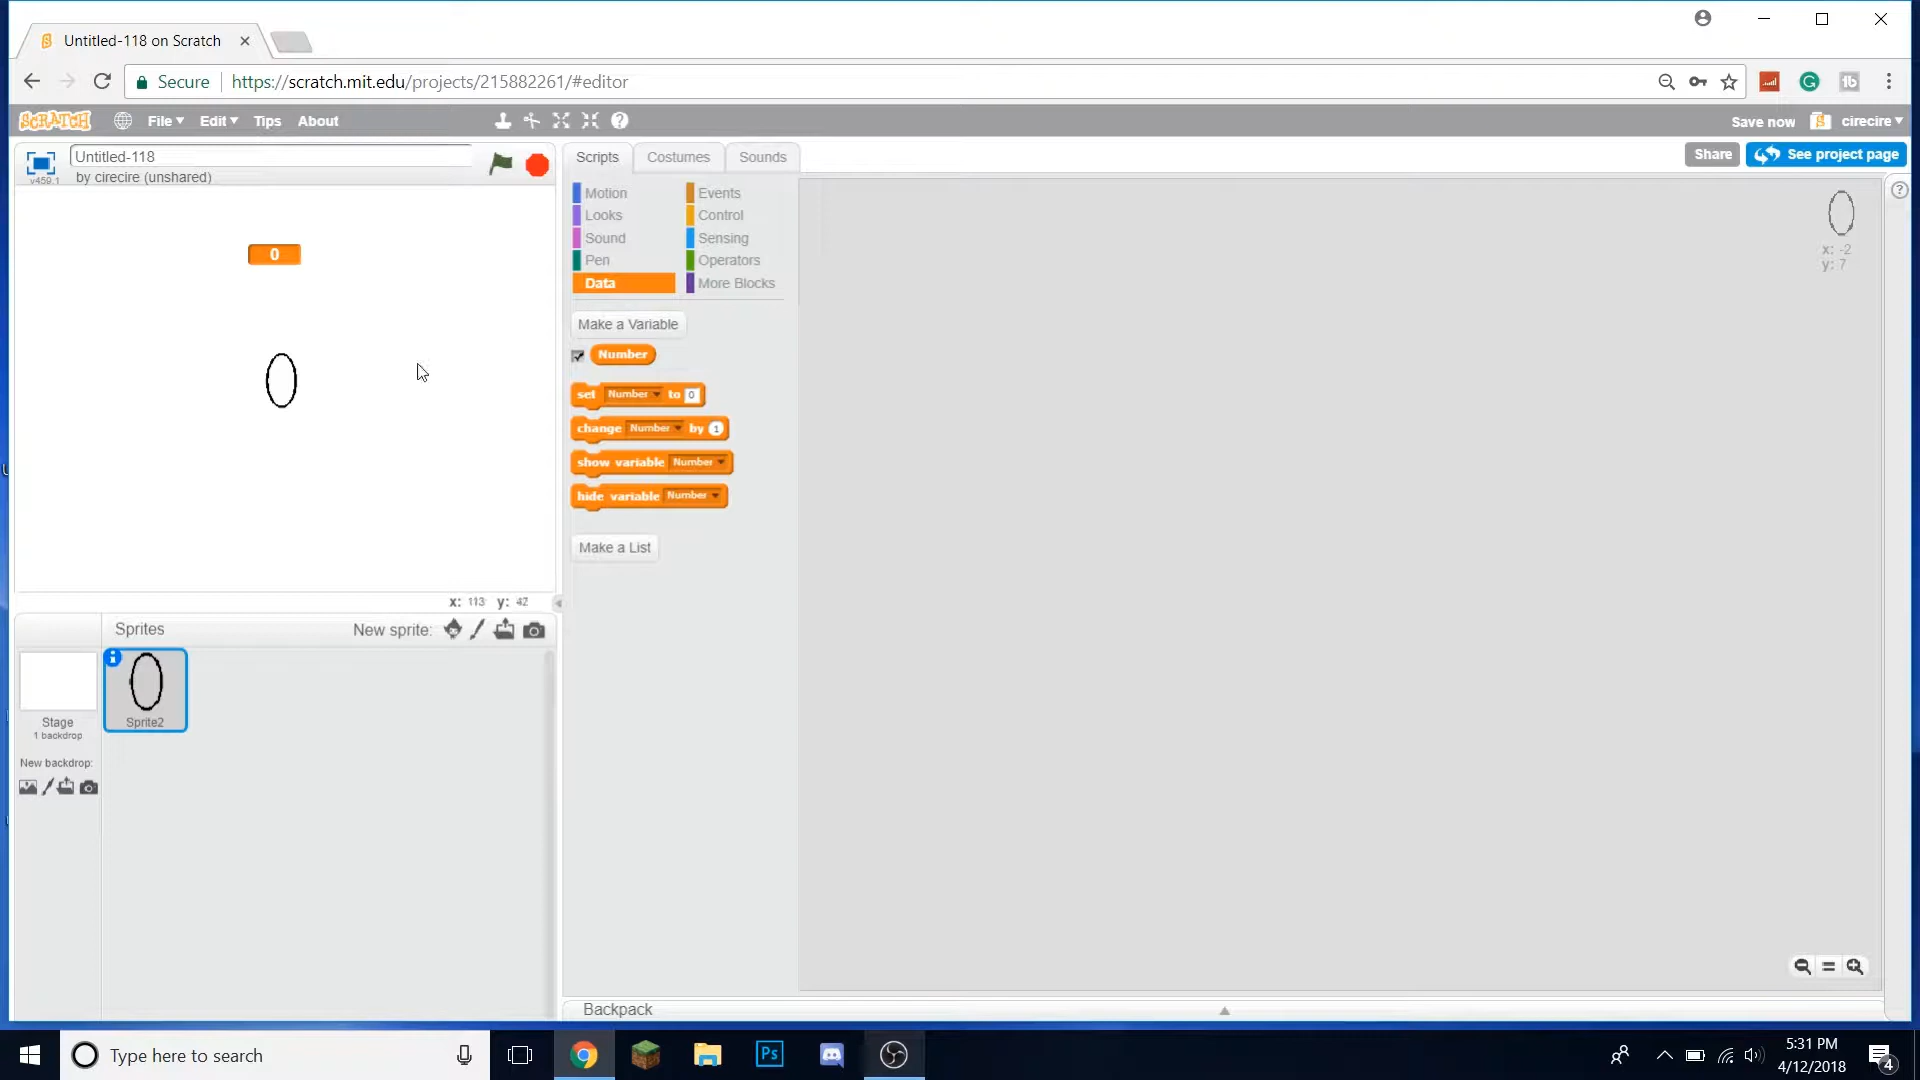 Untitled-118 on Scratch
Secure https://scratch.mit.edu/projects/215882261/#editor
SCRATCH File Edit Tips About Save now cirecire
v459.1 Untitled-118
by cirecire (unshared)
Scripts Costumes Sounds Share See project page
Motion Events
Looks Control
Sound Sensing
Pen Operators
Data More Blocks
x: -2
y: 7
0
Make a Variable
Number
set Number to 0
change Number by 1
show variable Number
hide variable Number
Make a List
x: 113 y: 42
Sprites New sprite:
Stage
1 backdrop
Sprite2
New backdrop:
Backpack
Type here to search
Ps
5:31 PM
4/12/2018
4